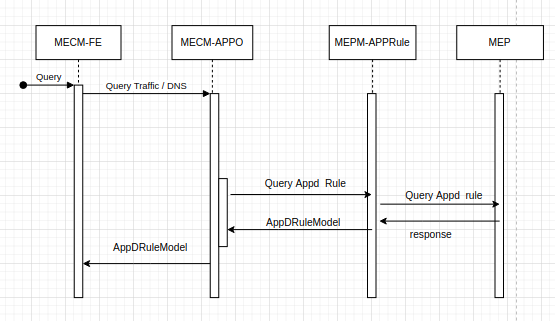 MECM-FE
MECM-APPO
MEPM-APPRule
MEP
Query
Query Traffic / DNS
Query Appd Rule
Query Appd rule
AppDRuleModel
response
AppDRuleModel